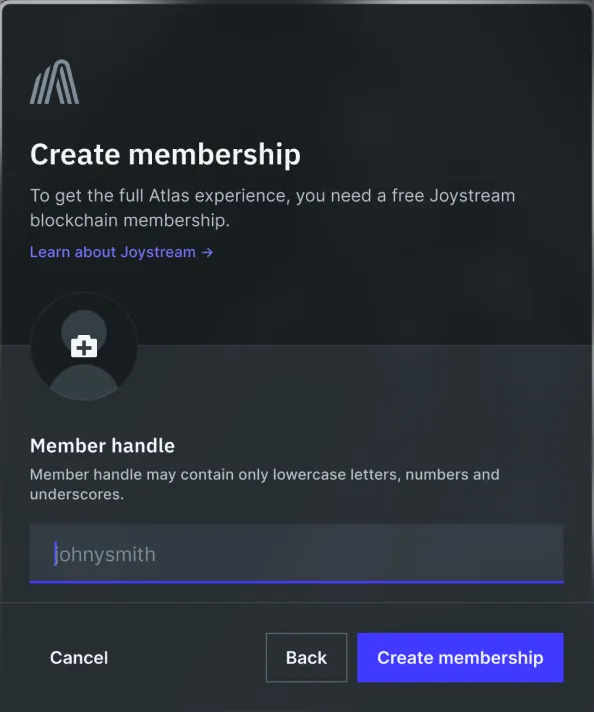 Create membership
To get the full Atlas experience, you need a free Joystream
blockchain membership.
Learn about Joystream →
Member handle
Member handle may contain only lowercase letters, numbers and
underscores.
johnysmith
Cancel
Back
Create membership